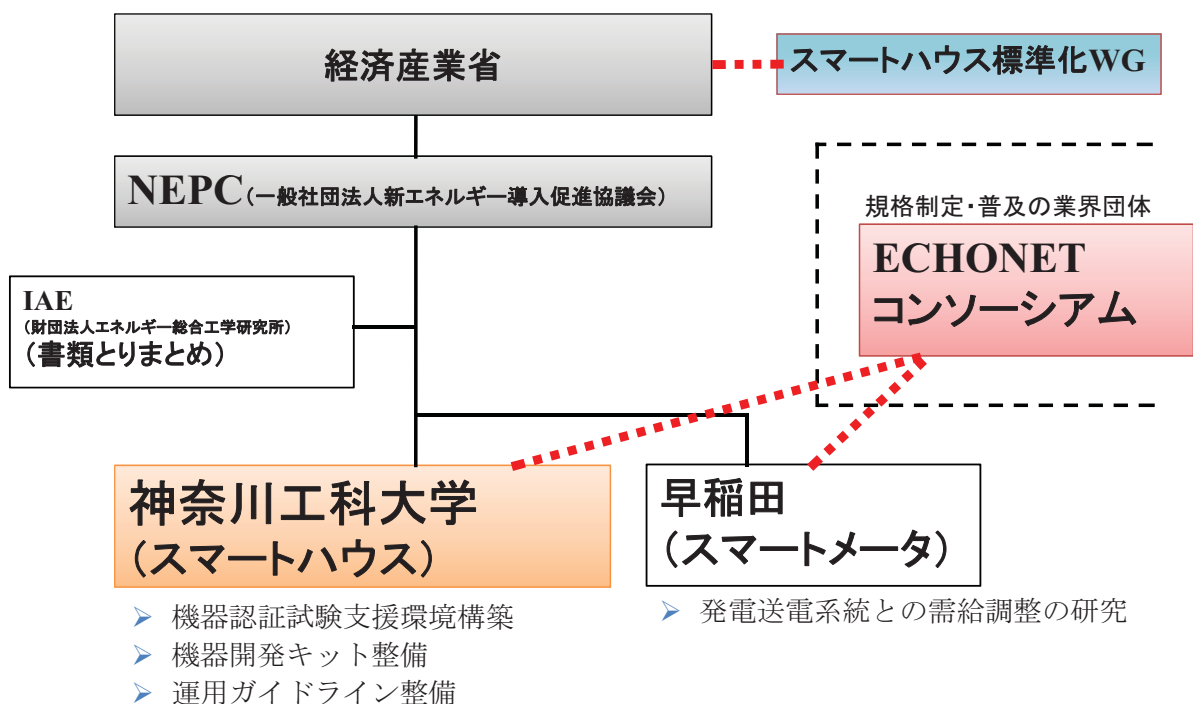 経済産業省
スマートハウス標準化WG
NEPC(一般社団法人新エネルギー導入促進協議会)
規格制定・普及の業界団体
ECHONET
コンソーシアム
IAE
(財団法人エネルギー総合工学研究所)
(書類とりまとめ)
神奈川工科大学
(スマートハウス)
早稲田
(スマートメータ)
➢ 機器認証試験支援環境構築
➢ 機器開発キット整備
➢ 運用ガイドライン整備
➢ 発電送電系統との需給調整の研究